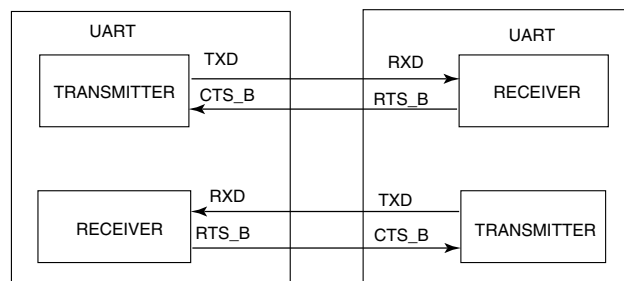 UART
UART
TXD
RXD
TRANSMITTER
CTS_B
RTS_B
RECEIVER
RXD
TXD
RECEIVER
RTS_B
CTS_B
TRANSMITTER